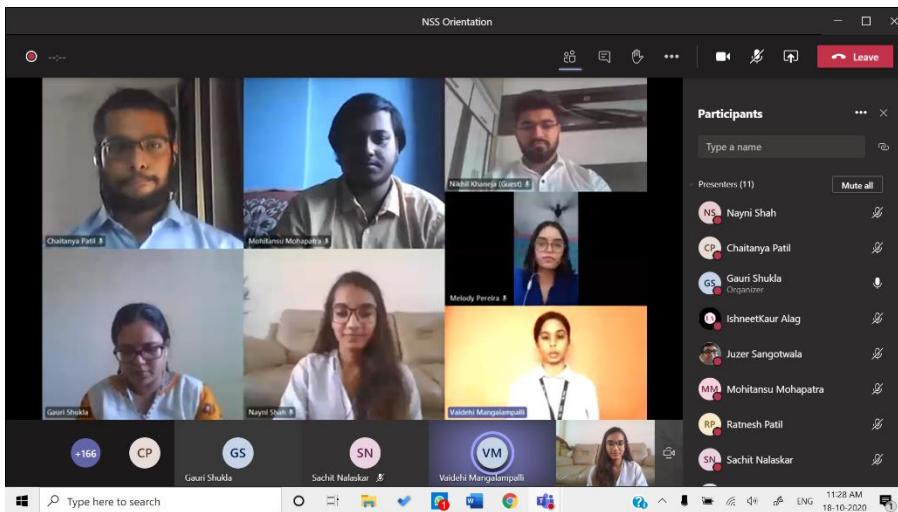 NSS Orientation
--:--
Leave
Participants
Type a name
Presenters (11)
Mute all
NS Nayni Shah
CP Chaitanya Patil
GS Gauri Shukla
Organizer
IshneetKaur Alag
Juzer Sangotwala
MM Mohitansu Mohapatra
RP Ratnesh Patil
SN Sachit Nalaskar
Chaitanya Patil
Mohitansu Mohapatra
Nikhil Khaneja (Guest)
Melody Pereira
Gauri Shukla
Nayni Shah
Vaidehi Mangalampalli
+166
CP
GS
Gauri Shukla
SN
Sachit Nalaskar
VM
Vaidehi Mangalampalli
Type here to search
ENG
11:28 AM
18-10-2020